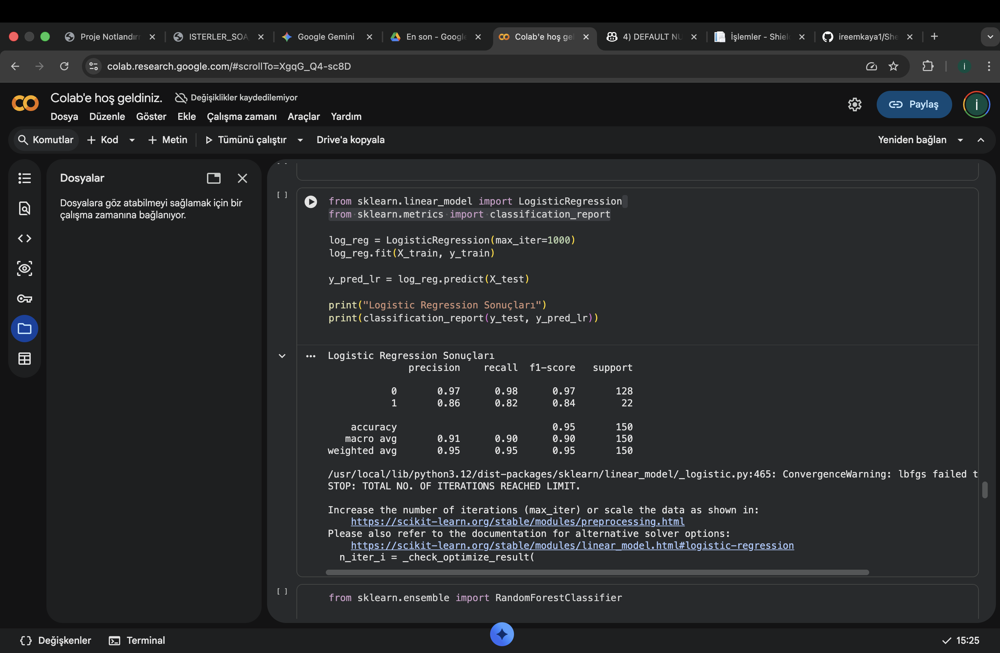 Proje Notlandırr
ISTERLER_SOA
Google Gemini
En son - Google
Colab'e hoş gel
4) DEFAULT NU
İşlemler - Shield
ireemkaya1/She
colab.research.google.com/#scrollTo=XgqG_Q4-sc8D
i
Colab'e hoş geldiniz.
Değişiklikler kaydedilemiyor
Dosya Düzenle Göster Ekle Çalışma zamanı Araçlar Yardım
Paylaş
i
Komutlar + Kod + Metin Tümünü çalıştır Drive'a kopyala
Yeniden bağlan
Dosyalar
Dosyalara göz atabilmeyi sağlamak için bir
çalışma zamanına bağlanıyor.
[ ]
from sklearn.linear_model import LogisticRegression
from sklearn.metrics import classification_report
log_reg = LogisticRegression(max_iter=1000)
log_reg.fit(X_train, y_train)
y_pred_lr = log_reg.predict(X_test)
print("Logistic Regression Sonuçları")
print(classification_report(y_test, y_pred_lr))
Logistic Regression Sonuçları
precision recall f1-score support
0 0.97 0.98 0.97 128
1 0.86 0.82 0.84 22
accuracy 0.95 150
macro avg 0.91 0.90 0.90 150
weighted avg 0.95 0.95 0.95 150
/usr/local/lib/python3.12/dist-packages/sklearn/linear_model/_logistic.py:465: ConvergenceWarning: lbfgs failed t
STOP: TOTAL NO. OF ITERATIONS REACHED LIMIT.
Increase the number of iterations (max_iter) or scale the data as shown in:
https://scikit-learn.org/stable/modules/preprocessing.html
Please also refer to the documentation for alternative solver options:
https://scikit-learn.org/stable/modules/linear_model.html#logistic-regression
n_iter_i = _check_optimize_result(
[ ]
from sklearn.ensemble import RandomForestClassifier
Değişkenler
Terminal
15:25